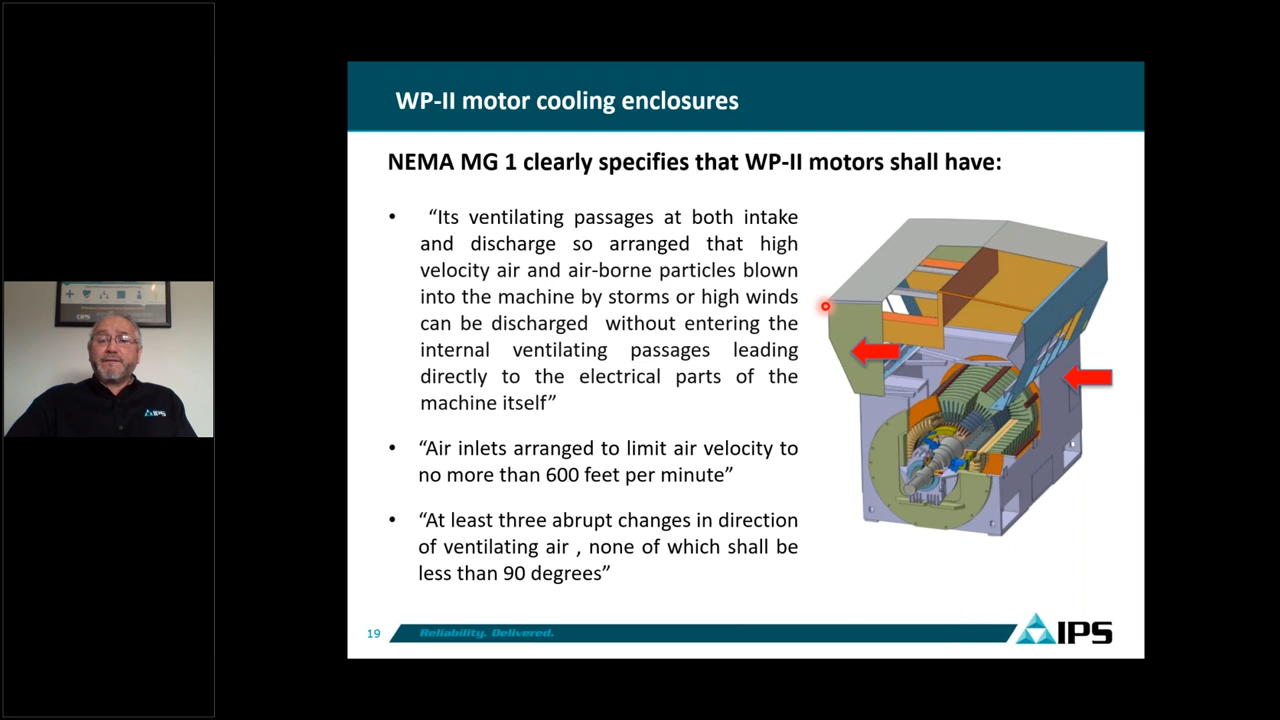 WP-II motor cooling enclosures
NEMA MG 1 clearly specifies that WP-II motors shall have:
• “Its ventilating passages at both intake
and discharge so arranged that high
velocity air and air-borne particles blown
into the machine by storms or high winds
can be discharged without entering the
internal ventilating passages leading
directly to the electrical parts of the
machine itself”
• “Air inlets arranged to limit air velocity to
no more than 600 feet per minute”
• “At least three abrupt changes in direction
of ventilating air , none of which shall be
less than 90 degrees”
19
Reliability. Delivered.
IPS
IPS